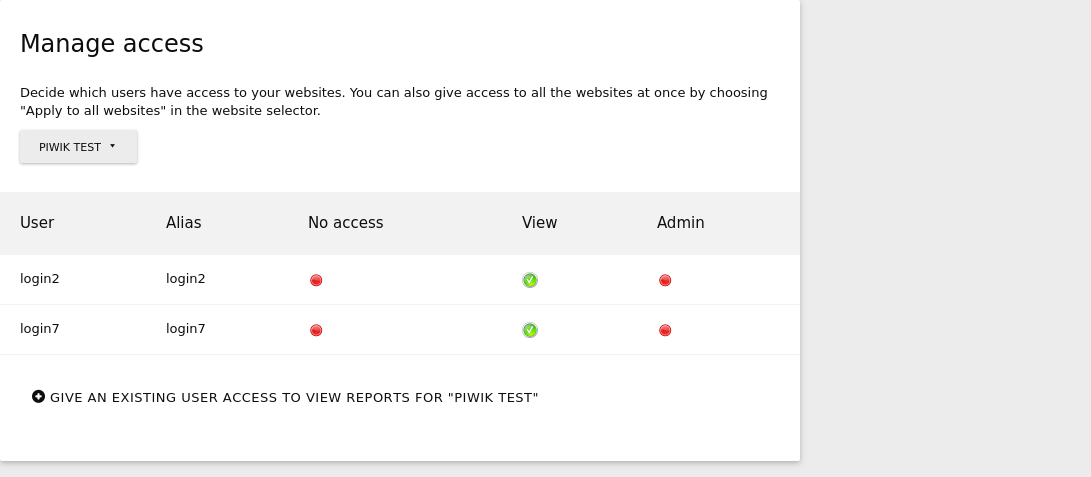 Manage access
Decide which users have access to your websites. You can also give access to all the websites at once by choosing
"Apply to all websites" in the website selector.
PIWIK TEST
User Alias No access View Admin
login2 login2
login7 login7
GIVE AN EXISTING USER ACCESS TO VIEW REPORTS FOR "PIWIK TEST"